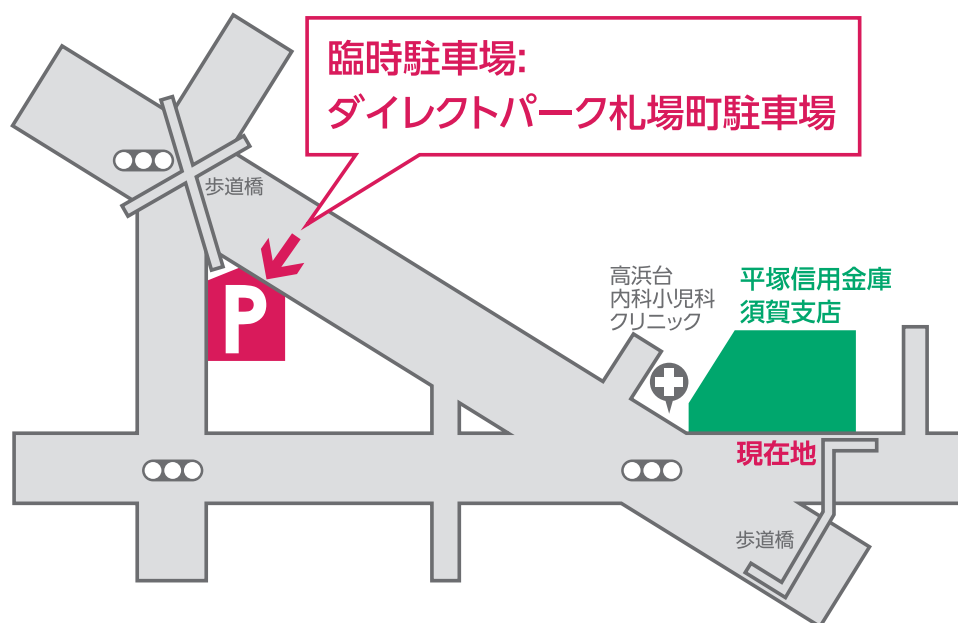 臨時駐車場:
ダイレクトパーク札場町駐車場
歩道橋
P
高浜台
内科小児科
クリニック
平塚信用金庫
須賀支店
現在地
歩道橋